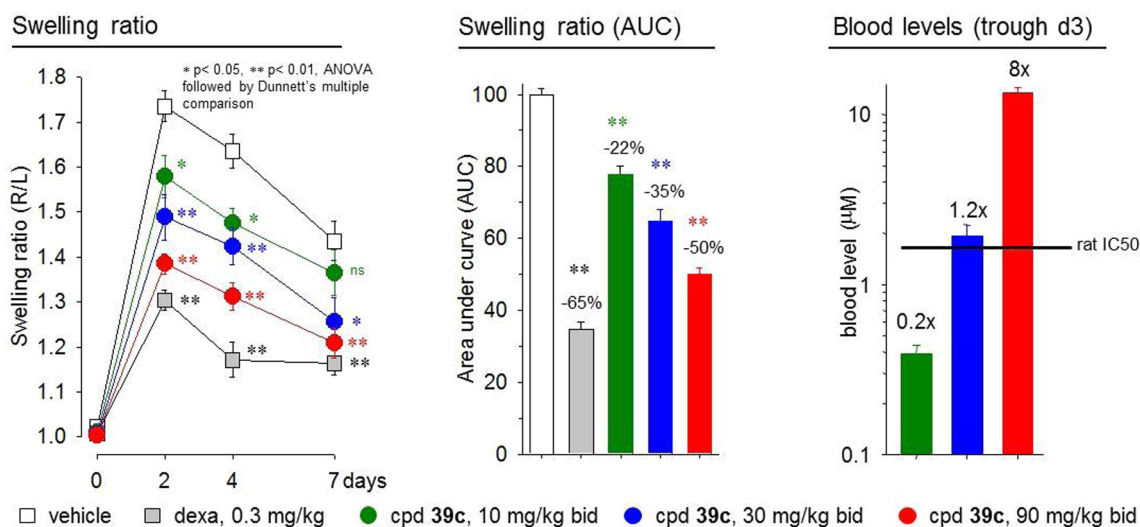 Swelling ratio
* p< 0.05, ** p< 0.01, ANOVA
followed by Dunnett's multiple
comparison
Swelling ratio (R/L)
1.8
1.7
1.6
1.5
1.4
1.3
1.2
1.1
1.0
*
**
**
**
*
**
**
**
ns
*
**
**
0
2
4
7 days
Swelling ratio (AUC)
Area under curve (AUC)
100
80
60
40
20
0
**
-65%
**
-22%
**
-35%
**
-50%
Blood levels (trough d3)
blood level (µM)
10
1
0.1
0.2x
1.2x
8x
rat IC50
vehicle
dexa, 0.3 mg/kg
cpd 39c, 10 mg/kg bid
cpd 39c, 30 mg/kg bid
cpd 39c, 90 mg/kg bid